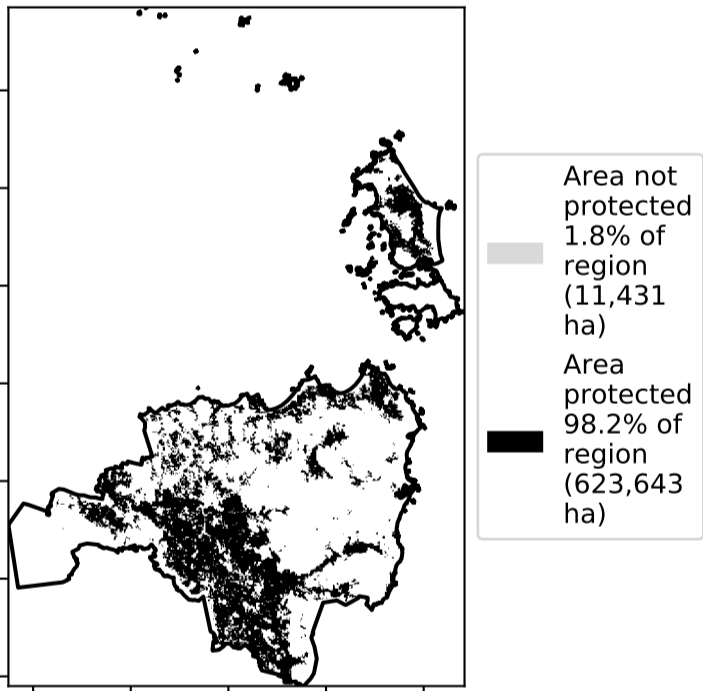 Area not
protected
1.8% of
region
(11,431
ha)
Area
protected
98.2% of
region
(623,643
ha)